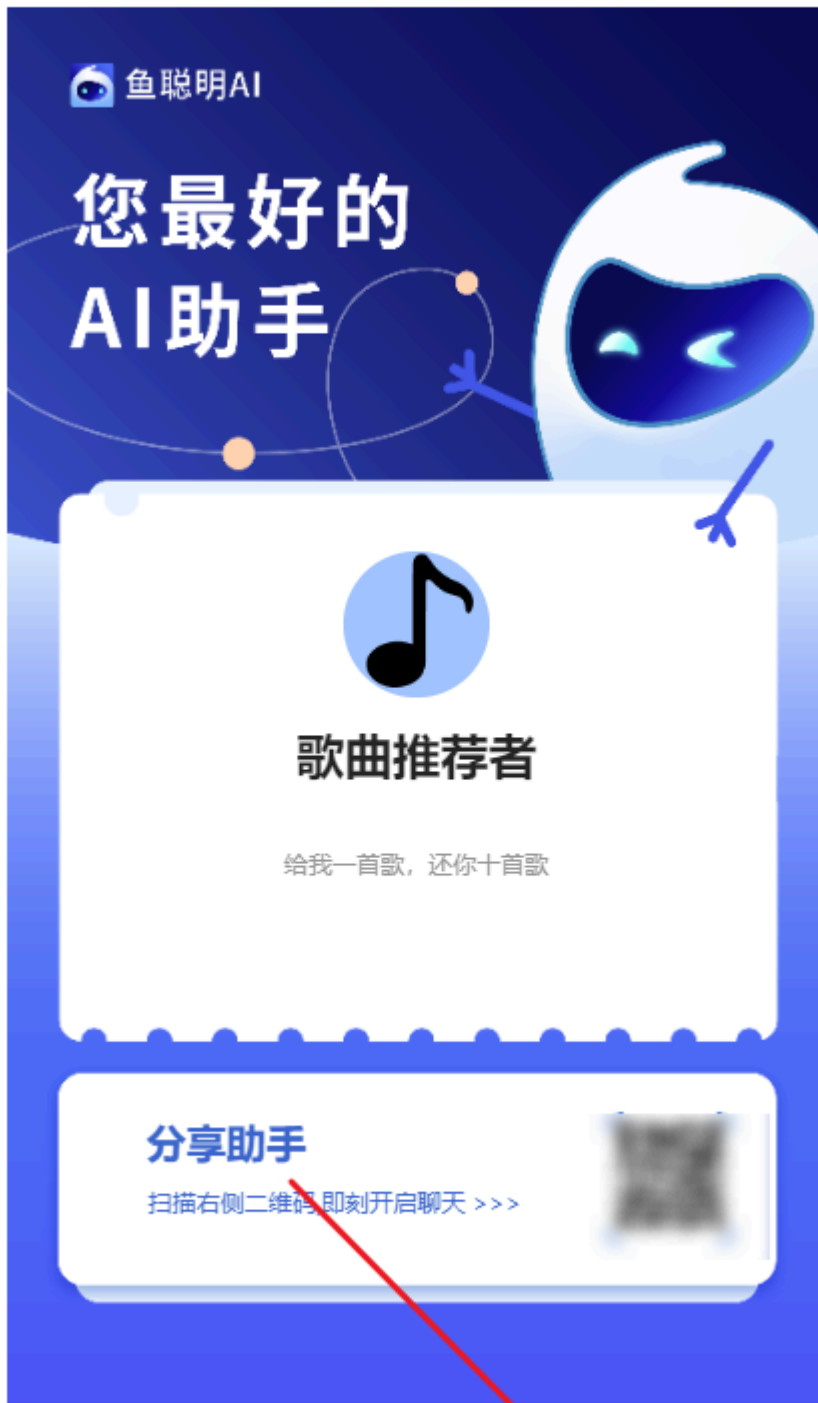 鱼聪明AI
您最好的
AI助手
歌曲推荐者
给我一首歌，还你十首歌
分享助手
扫描右侧二维码,即刻开启聊天 >>>